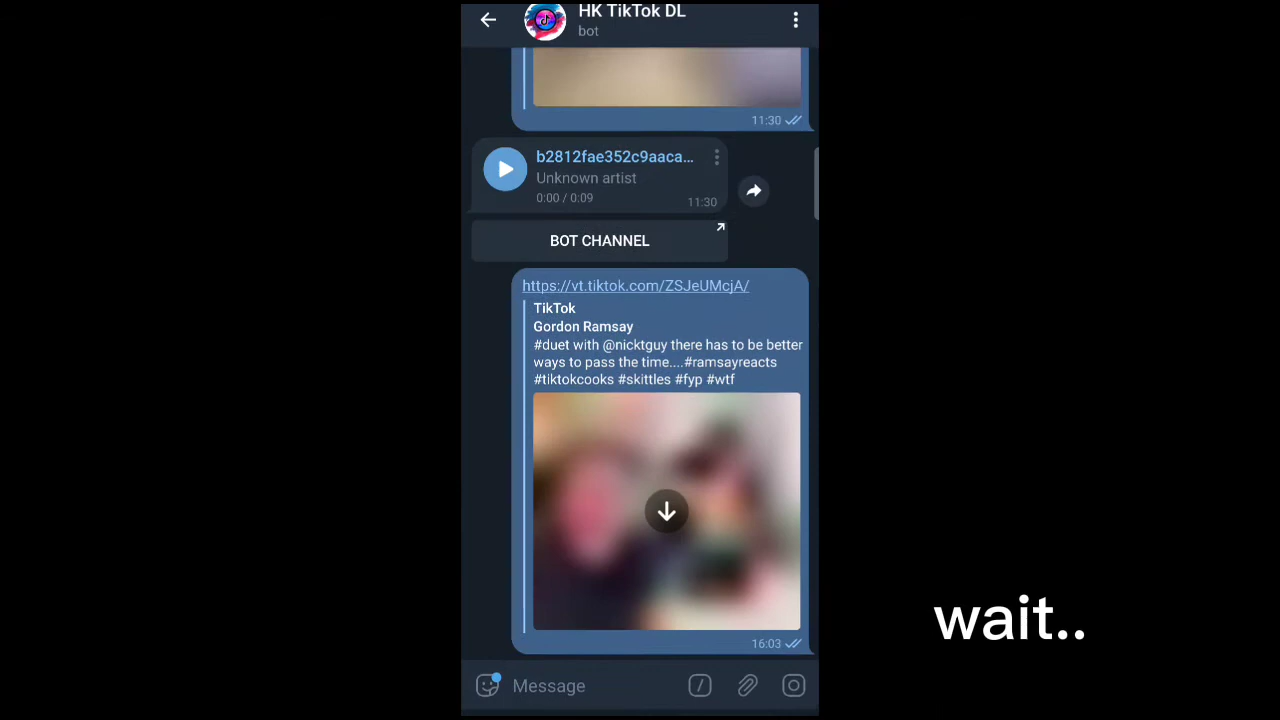 HK TikTok DL
bot
11:30
b2812fae352c9aaca...
Unknown artist
0:00 / 0:09
11:30
BOT CHANNEL
https://vt.tiktok.com/ZSJeUMcjA/
TikTok
Gordon Ramsay
#duet with @nicktguy there has to be better
ways to pass the time....#ramsayreacts
#tiktokcooks #skittles #fyp #wtf
16:03
wait..
Message